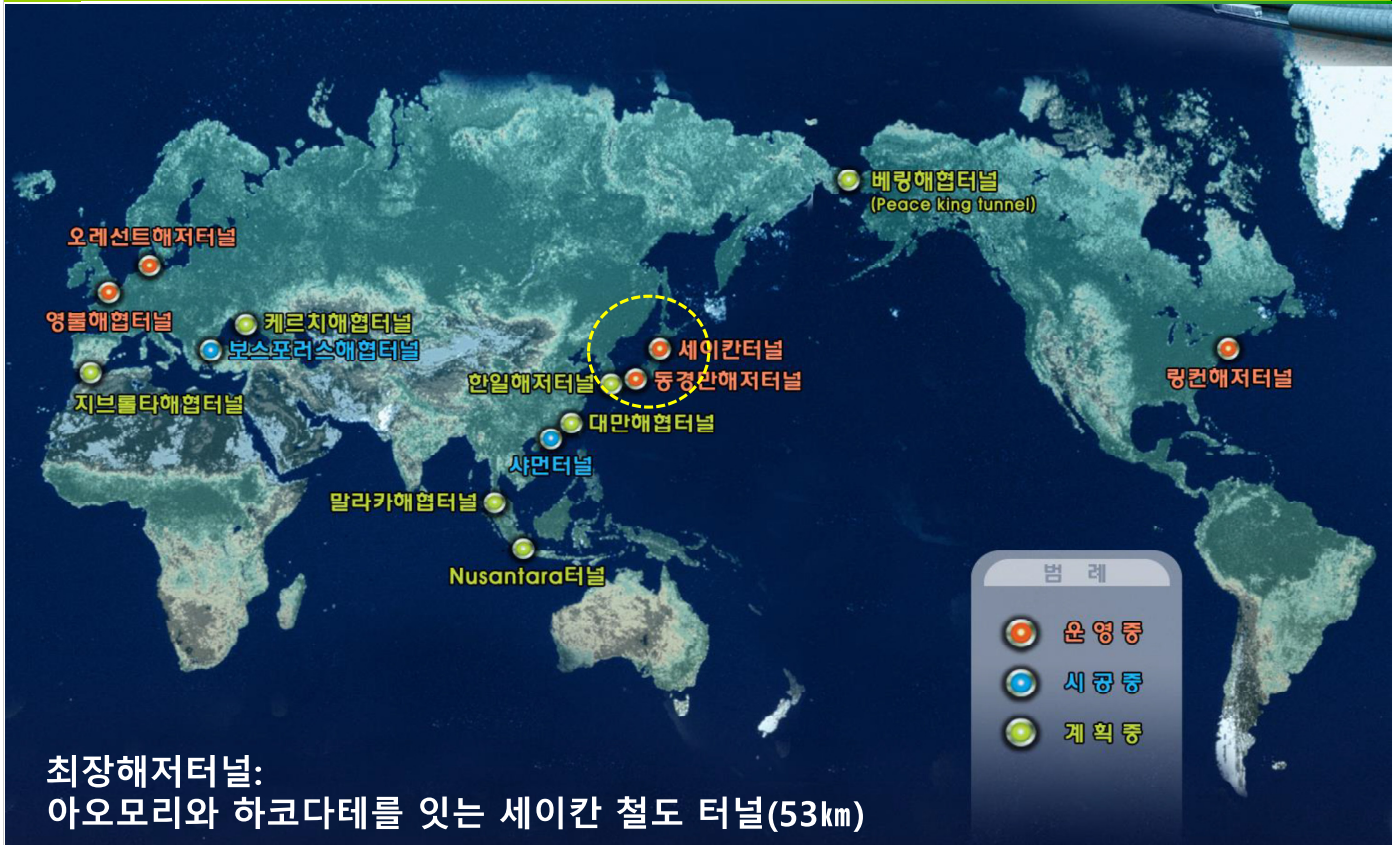 베링해협터널
(Peace king tunnel)
오레선트해저터널
영불해협터널
케르치해협터널
보스포러스해협터널
지브롤타해협터널
세이칸터널
한일해저터널
동경만해저터널
링컨해저터널
대만해협터널
샤먼터널
말라카해협터널
Nusantara터널
범 례
운영중
시공중
계획중
최장해저터널:
아오모리와 하코다테를 잇는 세이칸 철도 터널(53㎞)